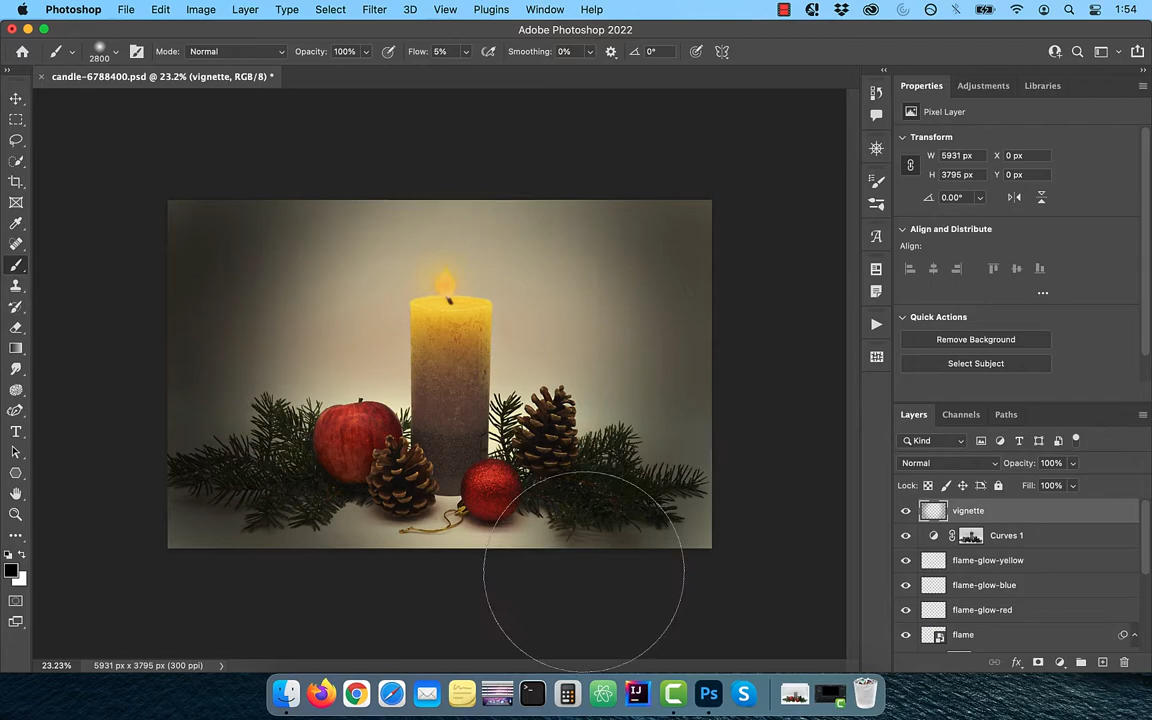 Photoshop File Edit Image Layer Type Select Filter 3D View Plugins Window Help 1:54
Adobe Photoshop 2022
2800 Mode: Normal Opacity: 100% Flow: 5% Smoothing: 0% 0°
candle-6788400.psd @ 23.2% (vignette, RGB/8) *
Properties Adjustments Libraries
Pixel Layer
Transform
W 5931 px X 0 px
H 3795 px Y 0 px
0.00°
Align and Distribute
Align:
Quick Actions
Remove Background
Select Subject
Layers Channels Paths
Kind
Normal Opacity: 100%
Lock: Fill: 100%
vignette
Curves 1
flame-glow-yellow
flame-glow-blue
flame-glow-red
flame
23.23% 5931 px x 3795 px (300 ppi)